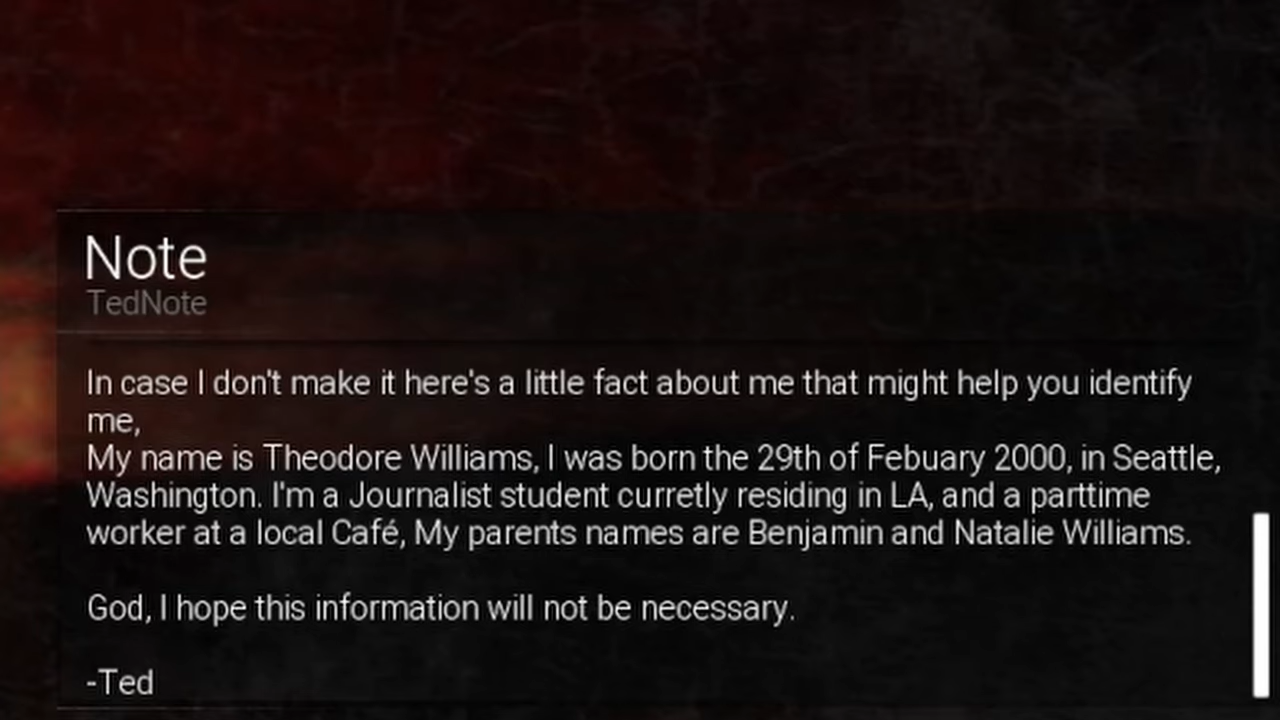 Note
TedNote
In case I don't make it here's a little fact about me that might help you identify
me,
My name is Theodore Williams, I was born the 29th of Febuary 2000, in Seattle,
Washington. I'm a Journalist student curretly residing in LA, and a parttime
worker at a local Café, My parents names are Benjamin and Natalie Williams.
God, I hope this information will not be necessary.
-Ted